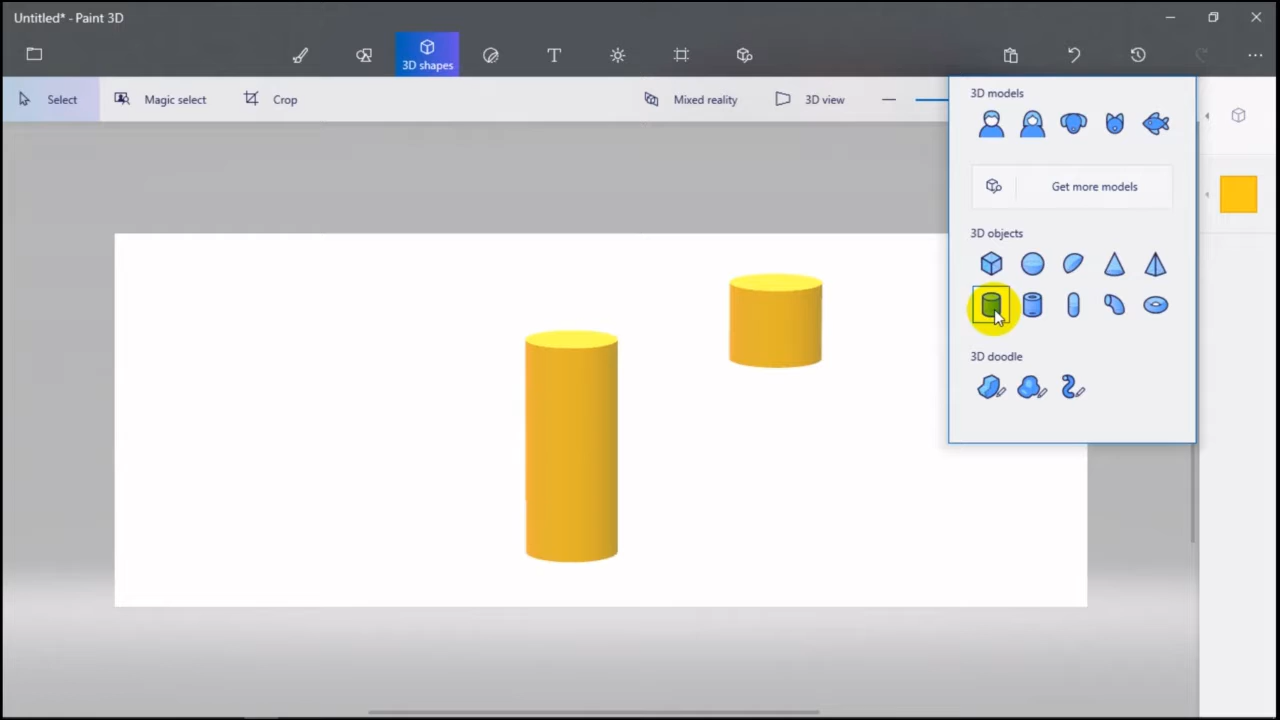 Untitled* - Paint 3D
3D shapes
Select
Magic select
Crop
Mixed reality
3D view
3D models
Get more models
3D objects
3D doodle